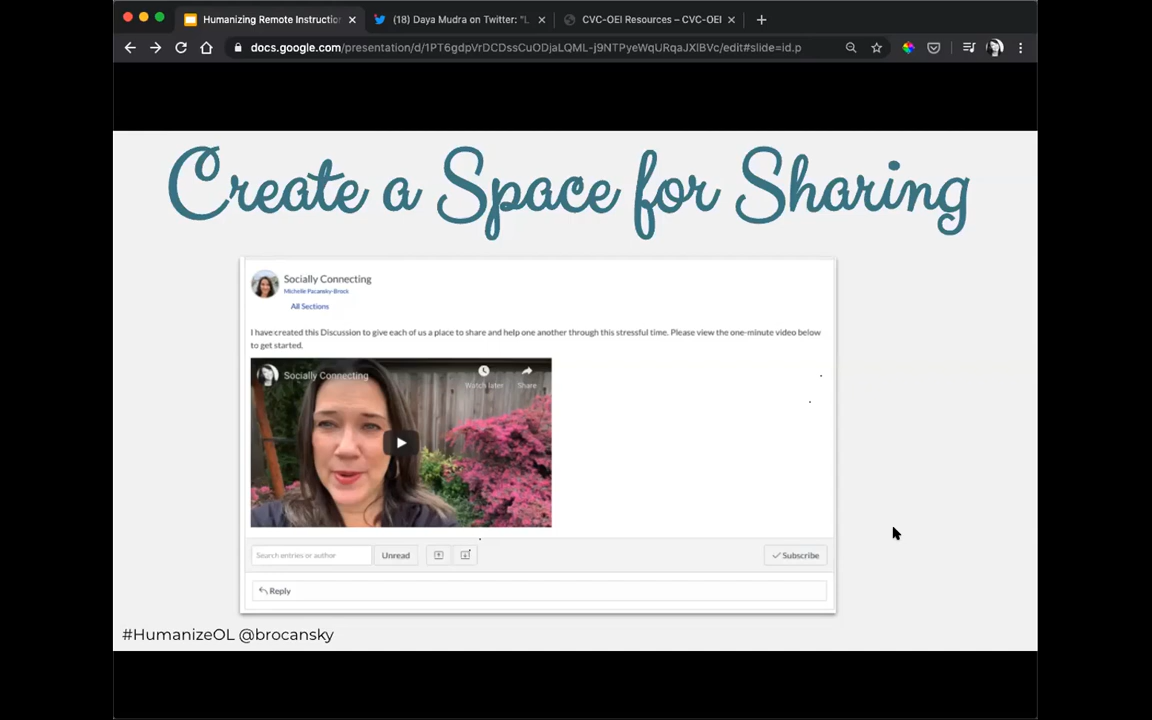 Humanizing Remote Instruction
(18) Daya Mudra on Twitter: "L
CVC-OEI Resources – CVC-OEI
docs.google.com/presentation/d/1PT6gdpVrDCDssCuODjaLQML-j9NTPyeWqURqaJXlBVc/edit#slide=id.p
Create a Space for Sharing
Socially Connecting
Michelle Pacansky-Brock
All Sections
I have created this Discussion to give each of us a place to share and help one another through this stressful time. Please view the one-minute video below
to get started.
Socially Connecting
Watch later
Share
Search entries or author
Unread
Subscribe
Reply
#HumanizeOL @brocansky